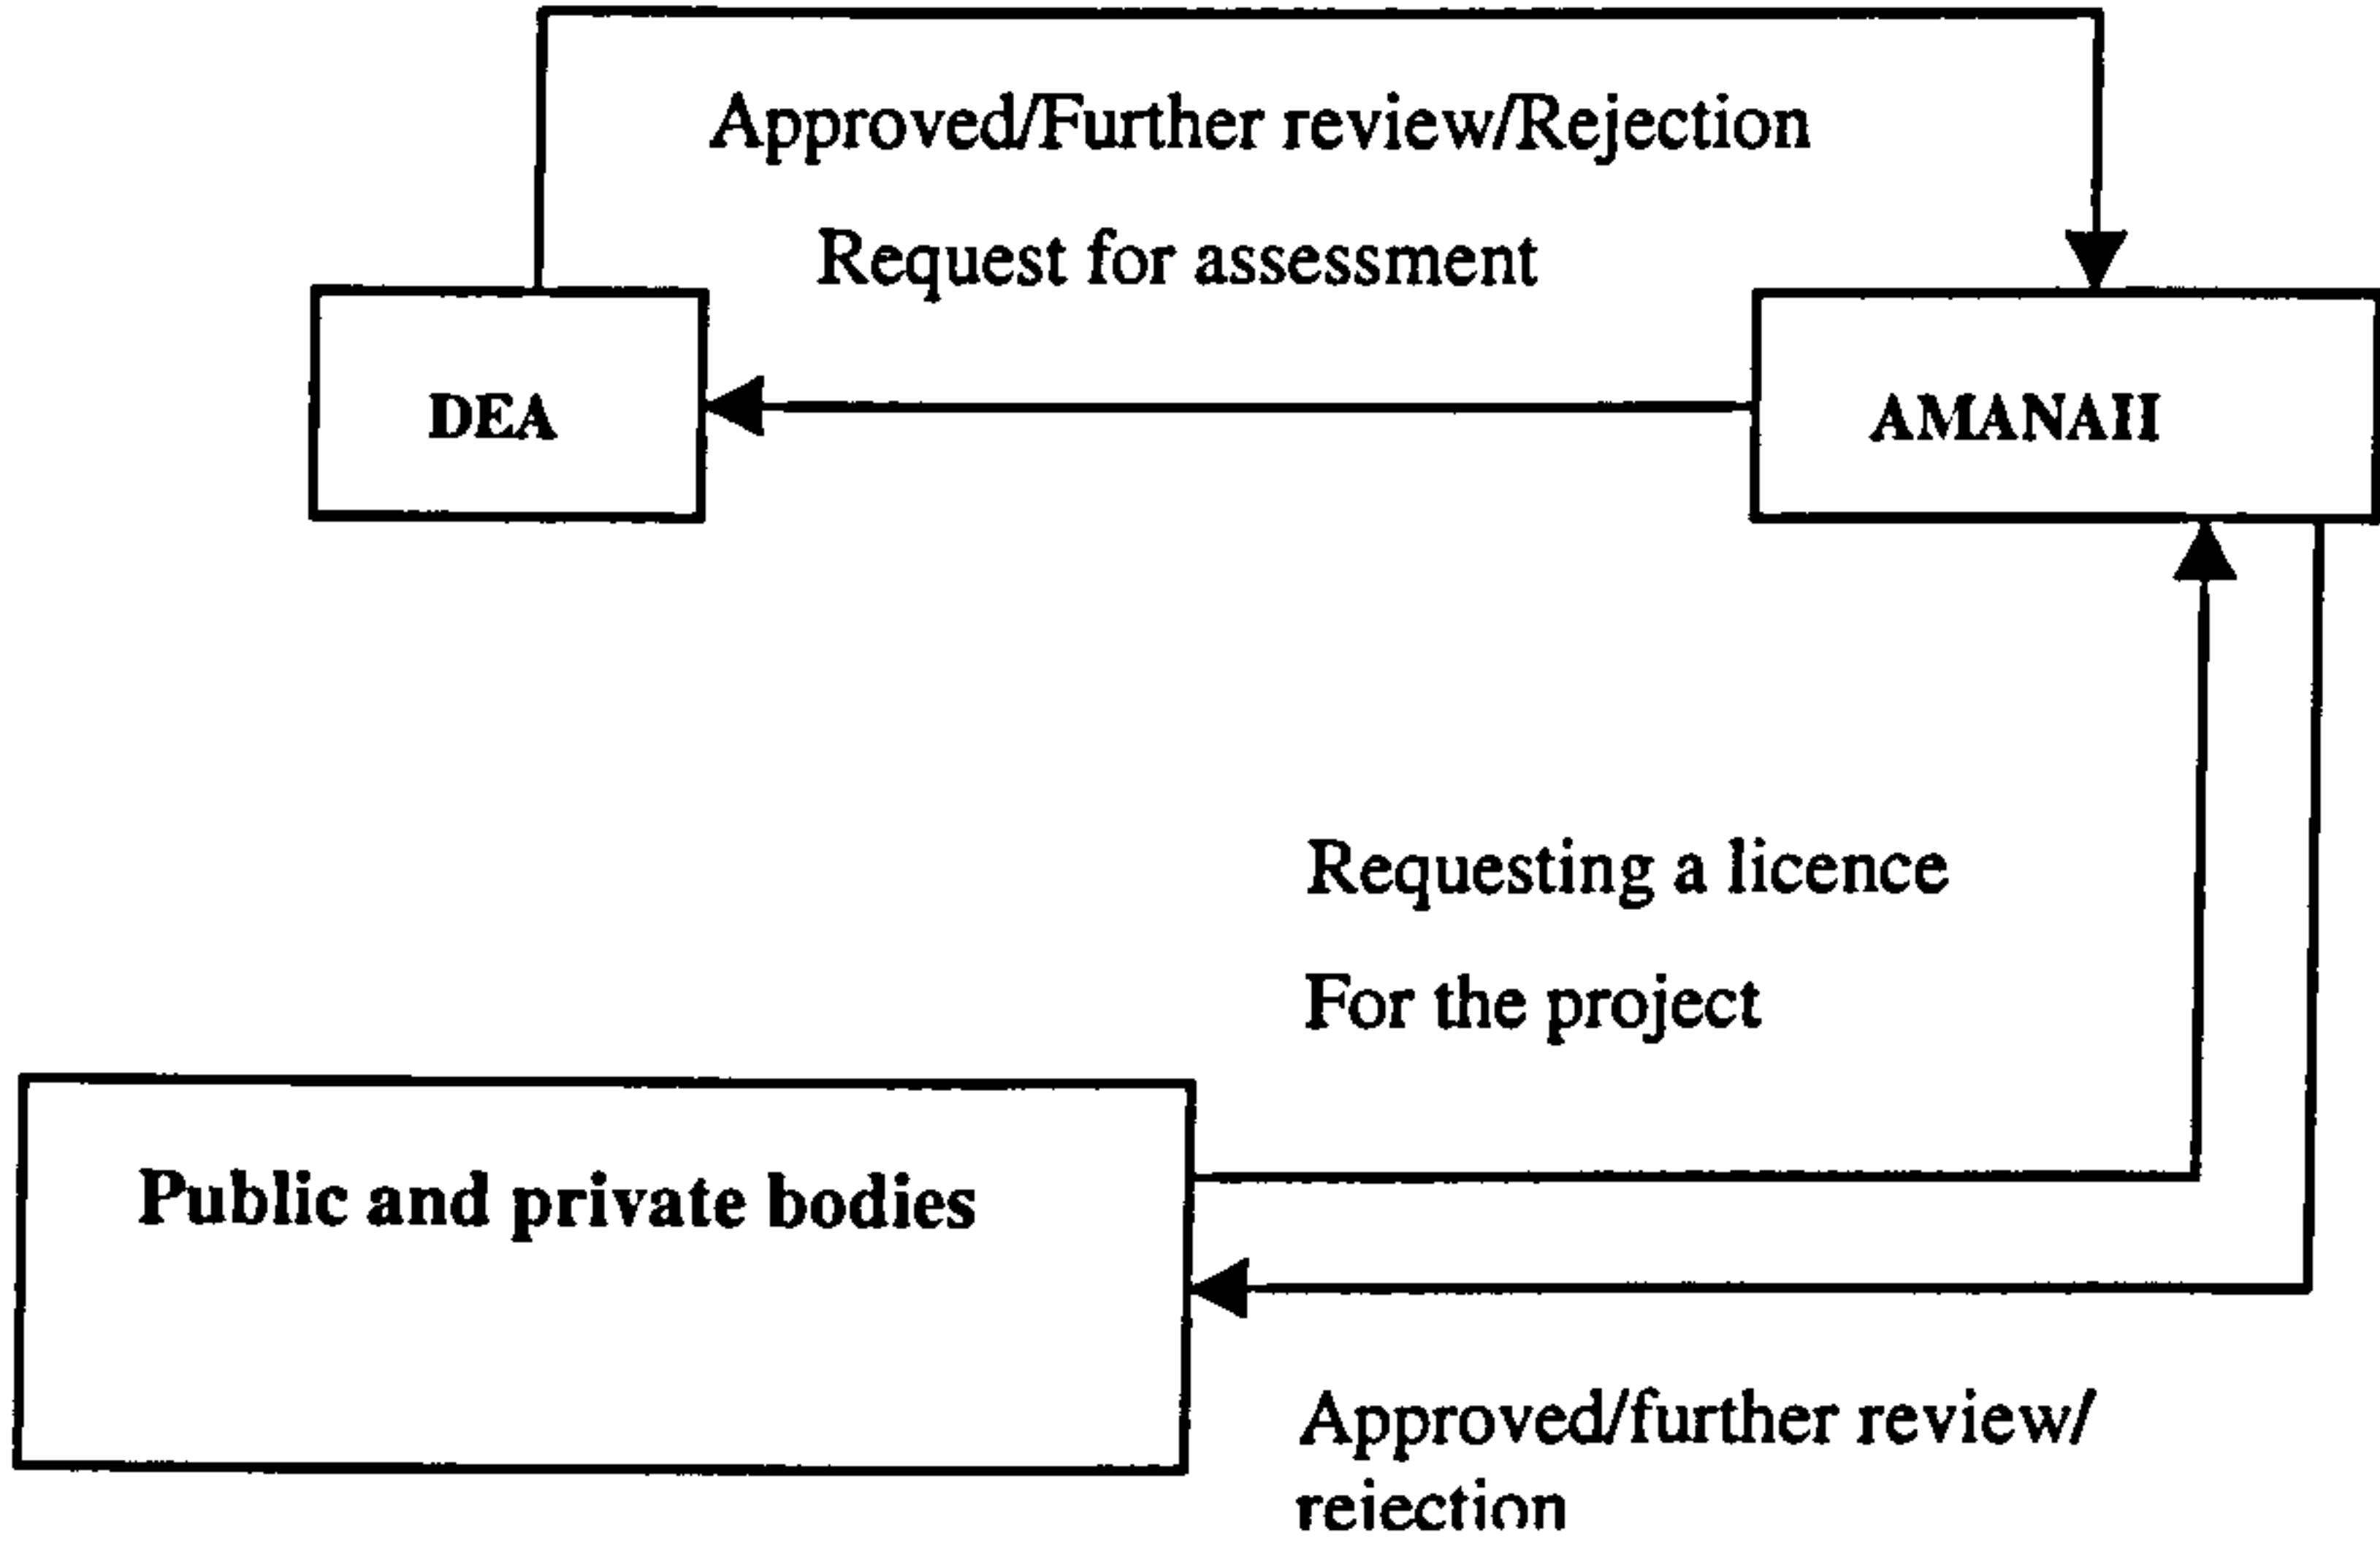 Approved/Further review/Rejection
Request for assessment
DEA
AMANAH
Requesting a licence
For the project
Public and private bodies
Approved/further review/
rejection